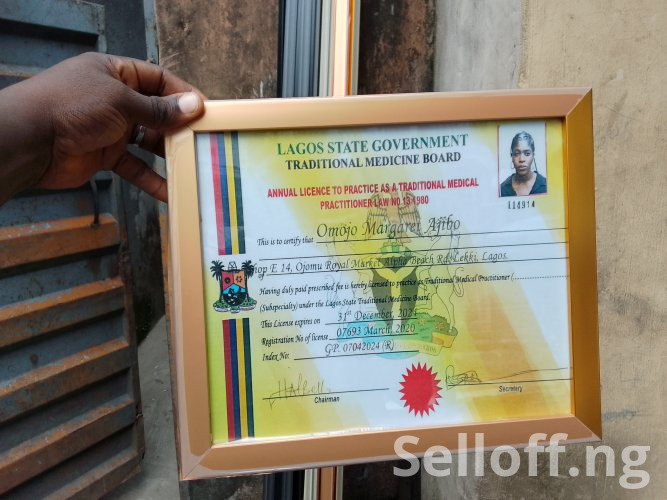 LAGOS STATE GOVERNMENT
TRADITIONAL MEDICINE BOARD
ANNUAL LICENCE TO PRACTICE AS A TRADITIONAL MEDICAL
PRACTITIONER LAW NO 13 1980
Omojo Margaret Ajibo
This is to certify that
hop E. 14, Ojomu Royal Market Alpha Beach Rd, Lekki, Lagos.
Having duly paid prescribed fee is hereby licensed to practice as Traditional Medical Practitioner (
(Subspecialty) under the Lagos State Traditional Medicine Board.
This License expires on 31st December, 2024
Registration No of license 07693 March, 2020
Index No: GP. 07042024 (R)
Chairman
Secretary
Selloff.ng